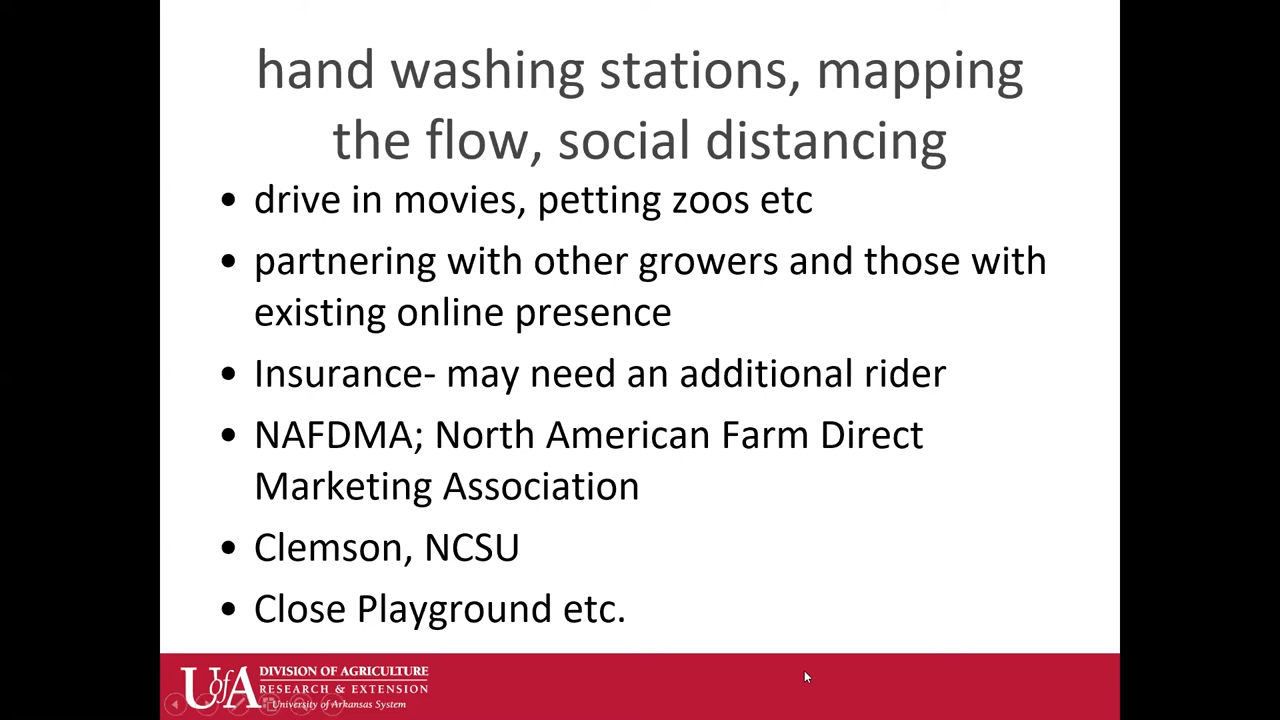 hand washing stations, mapping
the flow, social distancing
• drive in movies, petting zoos etc
• partnering with other growers and those with
existing online presence
• Insurance- may need an additional rider
• NAFDMA; North American Farm Direct
Marketing Association
• Clemson, NCSU
• Close Playground etc.
UofA
DIVISION OF AGRICULTURE
RESEARCH & EXTENSION
University of Arkansas System